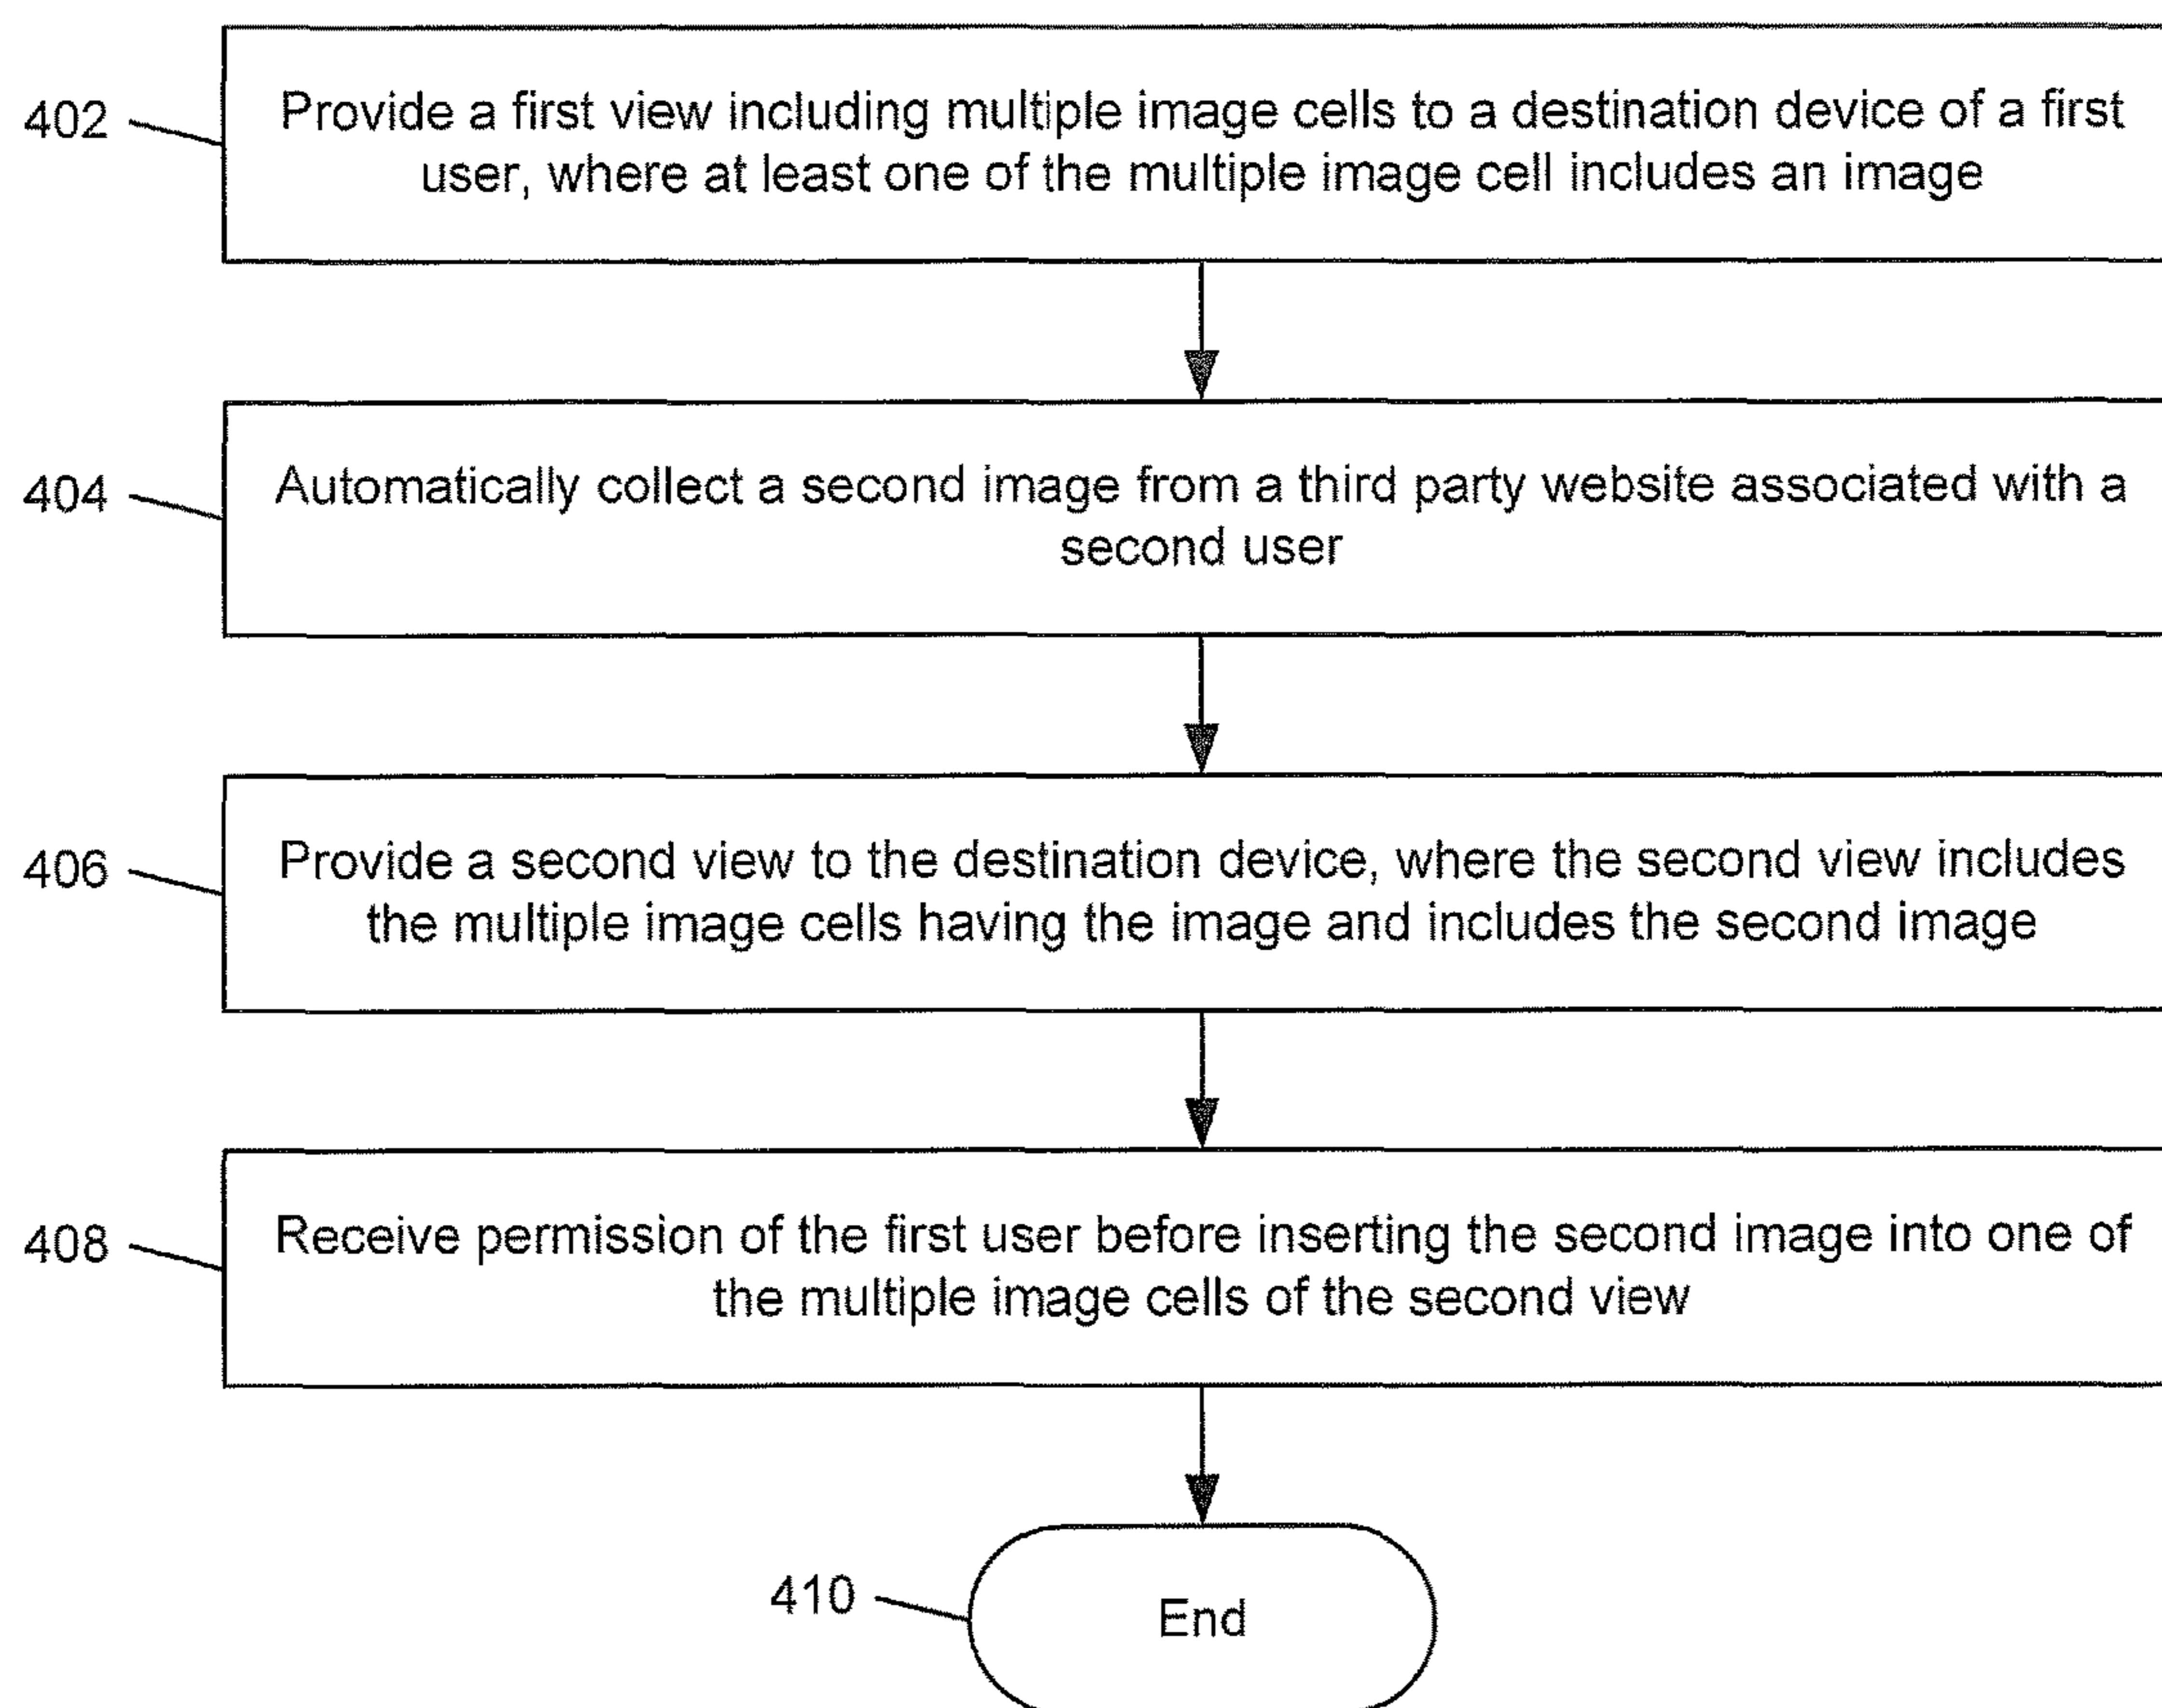 402
Provide a first view including multiple image cells to a destination device of a first
user, where at least one of the multiple image cell includes an image
404
Automatically collect a second image from a third party website associated with a
second user
406
Provide a second view to the destination device, where the second view includes
the multiple image cells having the image and includes the second image
408
Receive permission of the first user before inserting the second image into one of
the multiple image cells of the second view
410
End